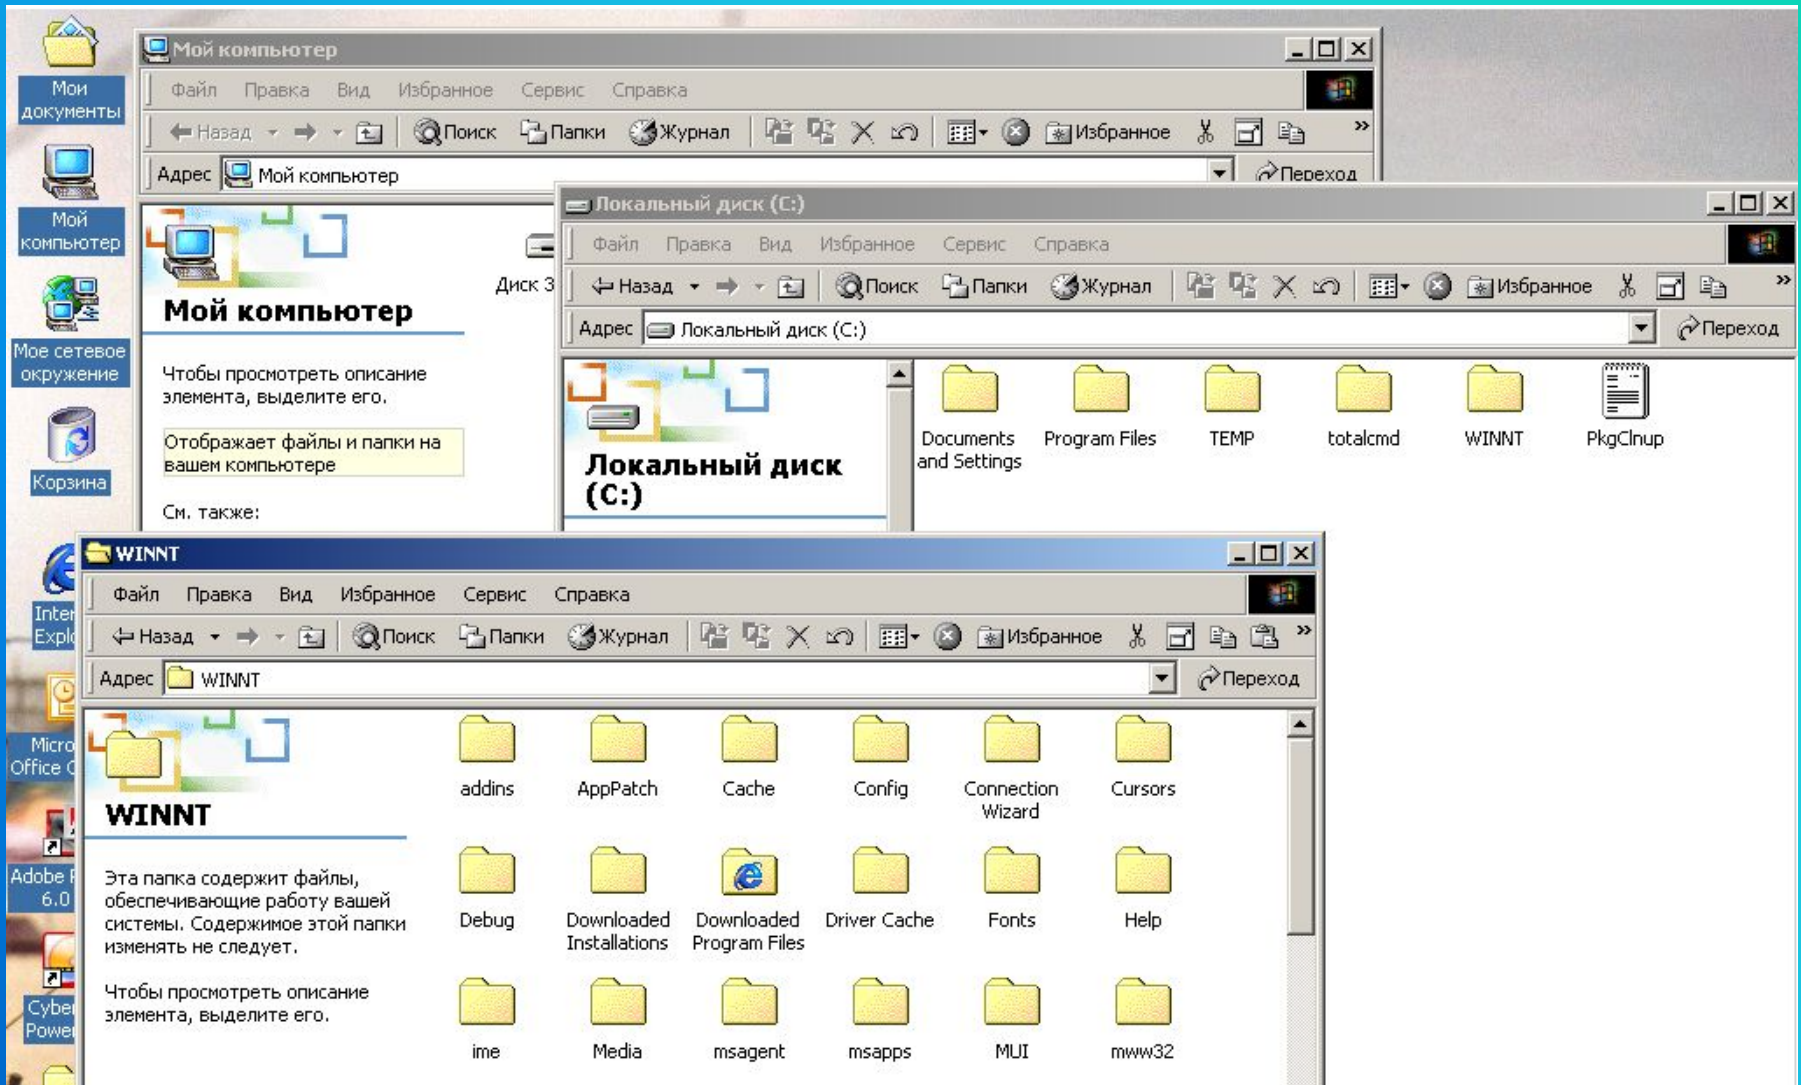 Мои
документы
Мой
компьютер
Мое сетевое
окружение
Корзина
Мой компьютер
Файл Правка Вид Избранное Сервис Справка
Назад Поиск Папки Журнал Избранное »
Адрес Мой компьютер Переход
Мой компьютер
Чтобы просмотреть описание
элемента, выделите его.
Отображает файлы и папки на
вашем компьютере
См. также:
Диск 3
Локальный диск (C:)
Файл Правка Вид Избранное Сервис Справка
Назад Поиск Папки Журнал Избранное »
Адрес Локальный диск (C:) Переход
Локальный диск
(C:)
Documents
and Settings
Program Files
TEMP
totalcmd
WINNT
PkgClnup
WINNT
Файл Правка Вид Избранное Сервис Справка
Назад Поиск Папки Журнал Избранное »
Адрес WINNT Переход
WINNT
Эта папка содержит файлы,
обеспечивающие работу вашей
системы. Содержимое этой папки
изменять не следует.
Чтобы просмотреть описание
элемента, выделите его.
addins
AppPatch
Cache
Config
Connection
Wizard
Cursors
Debug
Downloaded
Installations
Downloaded
Program Files
Driver Cache
Fonts
Help
ime
Media
msagent
msapps
MUI
mww32
Office
Adobe
6.0